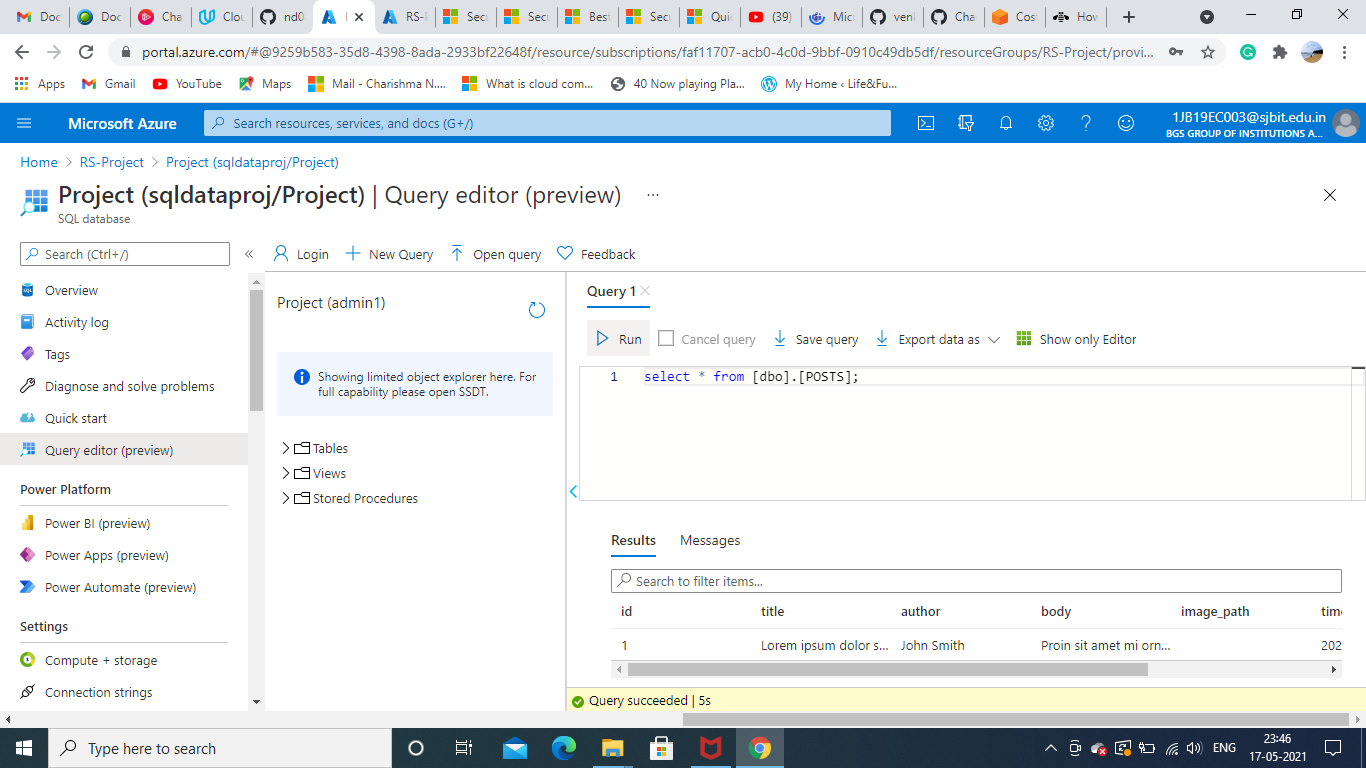 Doc
Doc
Cha
Clou
nd0
RS-I
Secu
Secu
Best
Secu
Quic
(39)
Mic
ven
Cha
Cos
How
portal.azure.com/#@9259b583-35d8-4398-8ada-2933bf22648f/resource/subscriptions/faf11707-acb0-4c0d-9bbf-0910c49db5df/resourceGroups/RS-Project/provi...
Apps
Gmail
YouTube
Maps
Mail - Charishma N....
What is cloud com...
40 Now playing Pla...
My Home ‹ Life&Fu...
Microsoft Azure
Search resources, services, and docs (G+/)
1JB19EC003@sjbit.edu.in
BGS GROUP OF INSTITUTIONS A...
Home > RS-Project > Project (sqldataproj/Project)
Project (sqldataproj/Project) | Query editor (preview) ...
SQL database
Search (Ctrl+/)
«
Login
New Query
Open query
Feedback
Overview
Activity log
Tags
Diagnose and solve problems
Quick start
Query editor (preview)
Power Platform
Power BI (preview)
Power Apps (preview)
Power Automate (preview)
Settings
Compute + storage
Connection strings
Project (admin1)
Showing limited object explorer here. For
full capability please open SSDT.
Tables
Views
Stored Procedures
Query 1
Run
Cancel query
Save query
Export data as
Show only Editor
1 select * from [dbo].[POSTS];
Results
Messages
Search to filter items...
id title author body image_path time
1 Lorem ipsum dolor s... John Smith Proin sit amet mi orn... 202
Query succeeded | 5s
Type here to search
ENG
23:46
17-05-2021